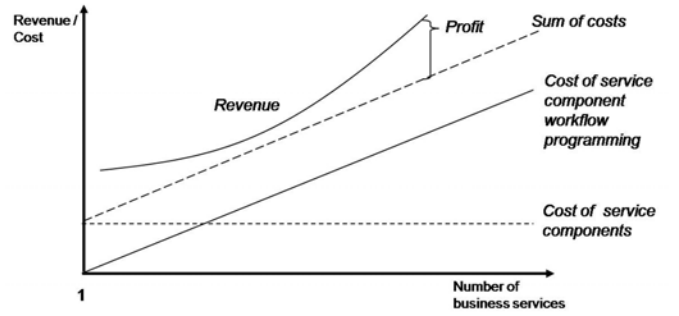 Revenue /
Cost
Profit
Sum of costs
Revenue
Cost of service
component
workflow
programming
Cost of service
components
1
Number of
business services